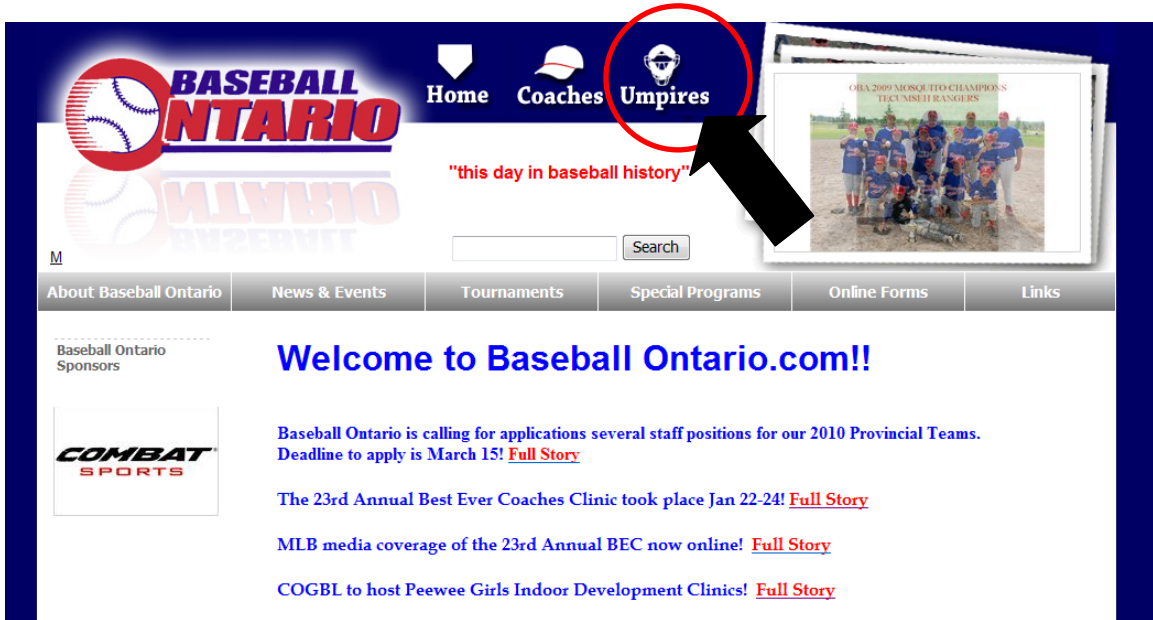 BASEBALL
ONTARIO
Home Coaches Umpires
OBA 2009 MOSQUITO CHAMPIONS
TECUMSEH RANGERS
"this day in baseball history"
M
Search
About Baseball Ontario News & Events Tournaments Special Programs Online Forms Links
Baseball Ontario
Sponsors
COMBAT
SPORTS
Welcome to Baseball Ontario.com!!
Baseball Ontario is calling for applications several staff positions for our 2010 Provincial Teams.
Deadline to apply is March 15! Full Story
The 23rd Annual Best Ever Coaches Clinic took place Jan 22-24! Full Story
MLB media coverage of the 23rd Annual BEC now online! Full Story
COGBL to host Peewee Girls Indoor Development Clinics! Full Story